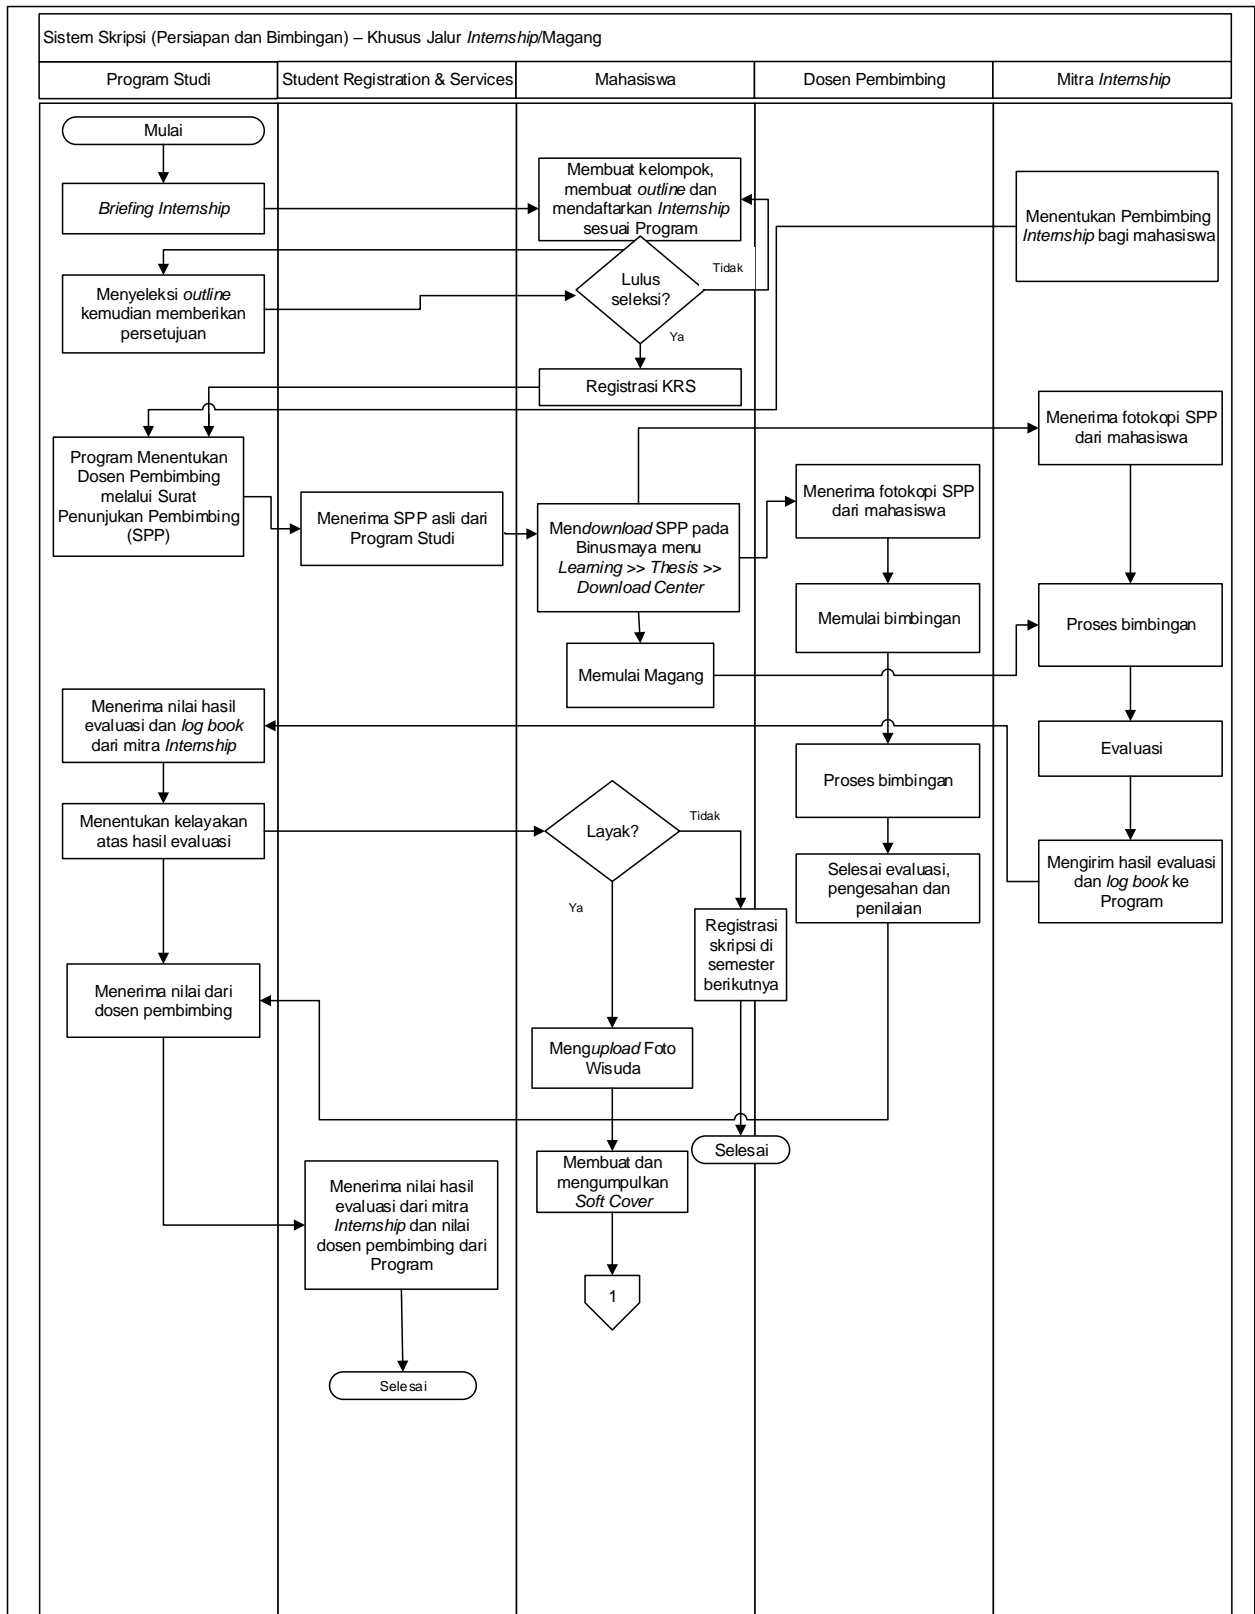 Sistem Skripsi (Persiapan dan Bimbingan) – Khusus Jalur Internship/Magang
Program Studi
Student Registration & Services
Mahasiswa
Dosen Pembimbing
Mitra Internship
Mulai
Briefing Internship
Membuat kelompok,
membuat outline dan
mendaftarkan Internship
sesuai Program
Menentukan Pembimbing
Internship bagi mahasiswa
Menyeleksi outline
kemudian memberikan
persetujuan
Lulus
seleksi?
Tidak
Ya
Registrasi KRS
Program Menentukan
Dosen Pembimbing
melalui Surat
Penunjukan Pembimbing
(SPP)
Menerima SPP asli dari
Program Studi
Mendownload SPP pada
Binusmaya menu
Learning >> Thesis >>
Download Center
Menerima fotokopi SPP
dari mahasiswa
Menerima fotokopi SPP
dari mahasiswa
Memulai bimbingan
Proses bimbingan
Memulai Magang
Menerima nilai hasil
evaluasi dan log book
dari mitra Internship
Evaluasi
Proses bimbingan
Menentukan kelayakan
atas hasil evaluasi
Layak?
Tidak
Ya
Selesai evaluasi,
pengesahan dan
penilaian
Mengirim hasil evaluasi
dan log book ke
Program
Registrasi
skripsi di
semester
berikutnya
Menerima nilai dari
dosen pembimbing
Mengupload Foto
Wisuda
Selesai
Membuat dan
mengumpulkan
Soft Cover
Menerima nilai hasil
evaluasi dari mitra
Internship dan nilai
dosen pembimbing dari
Program
1
Selesai